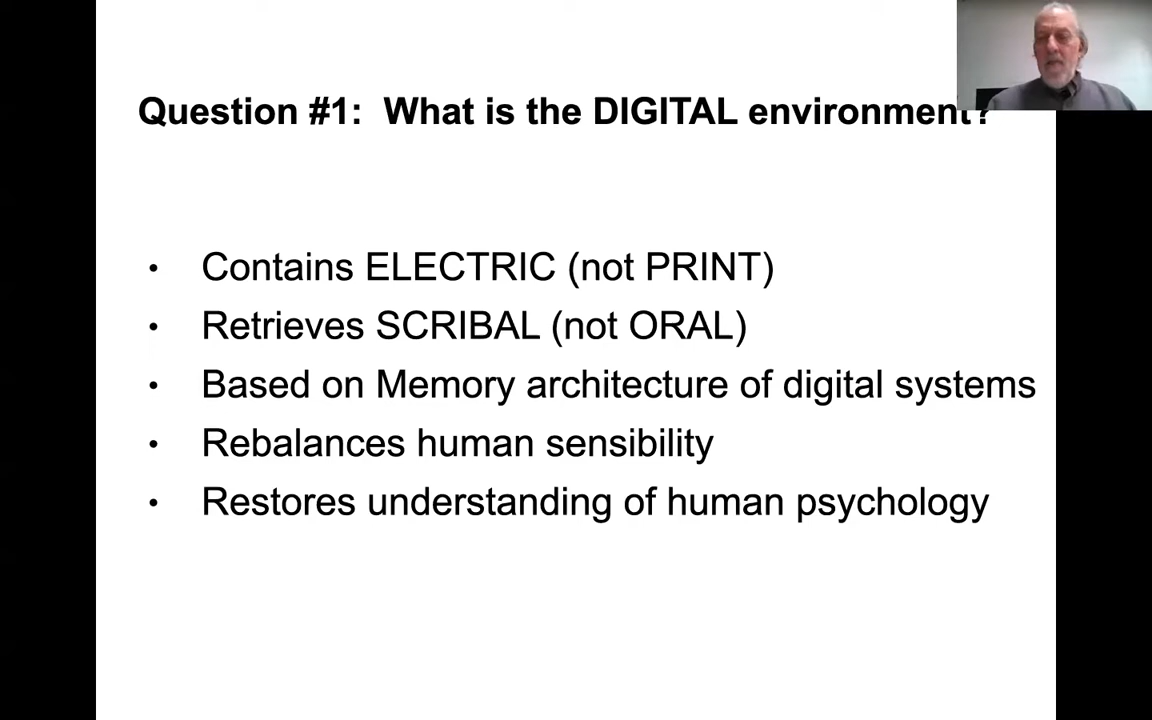 Question #1: What is the DIGITAL environment?
• Contains ELECTRIC (not PRINT)
• Retrieves SCRIBAL (not ORAL)
• Based on Memory architecture of digital systems
• Rebalances human sensibility
• Restores understanding of human psychology